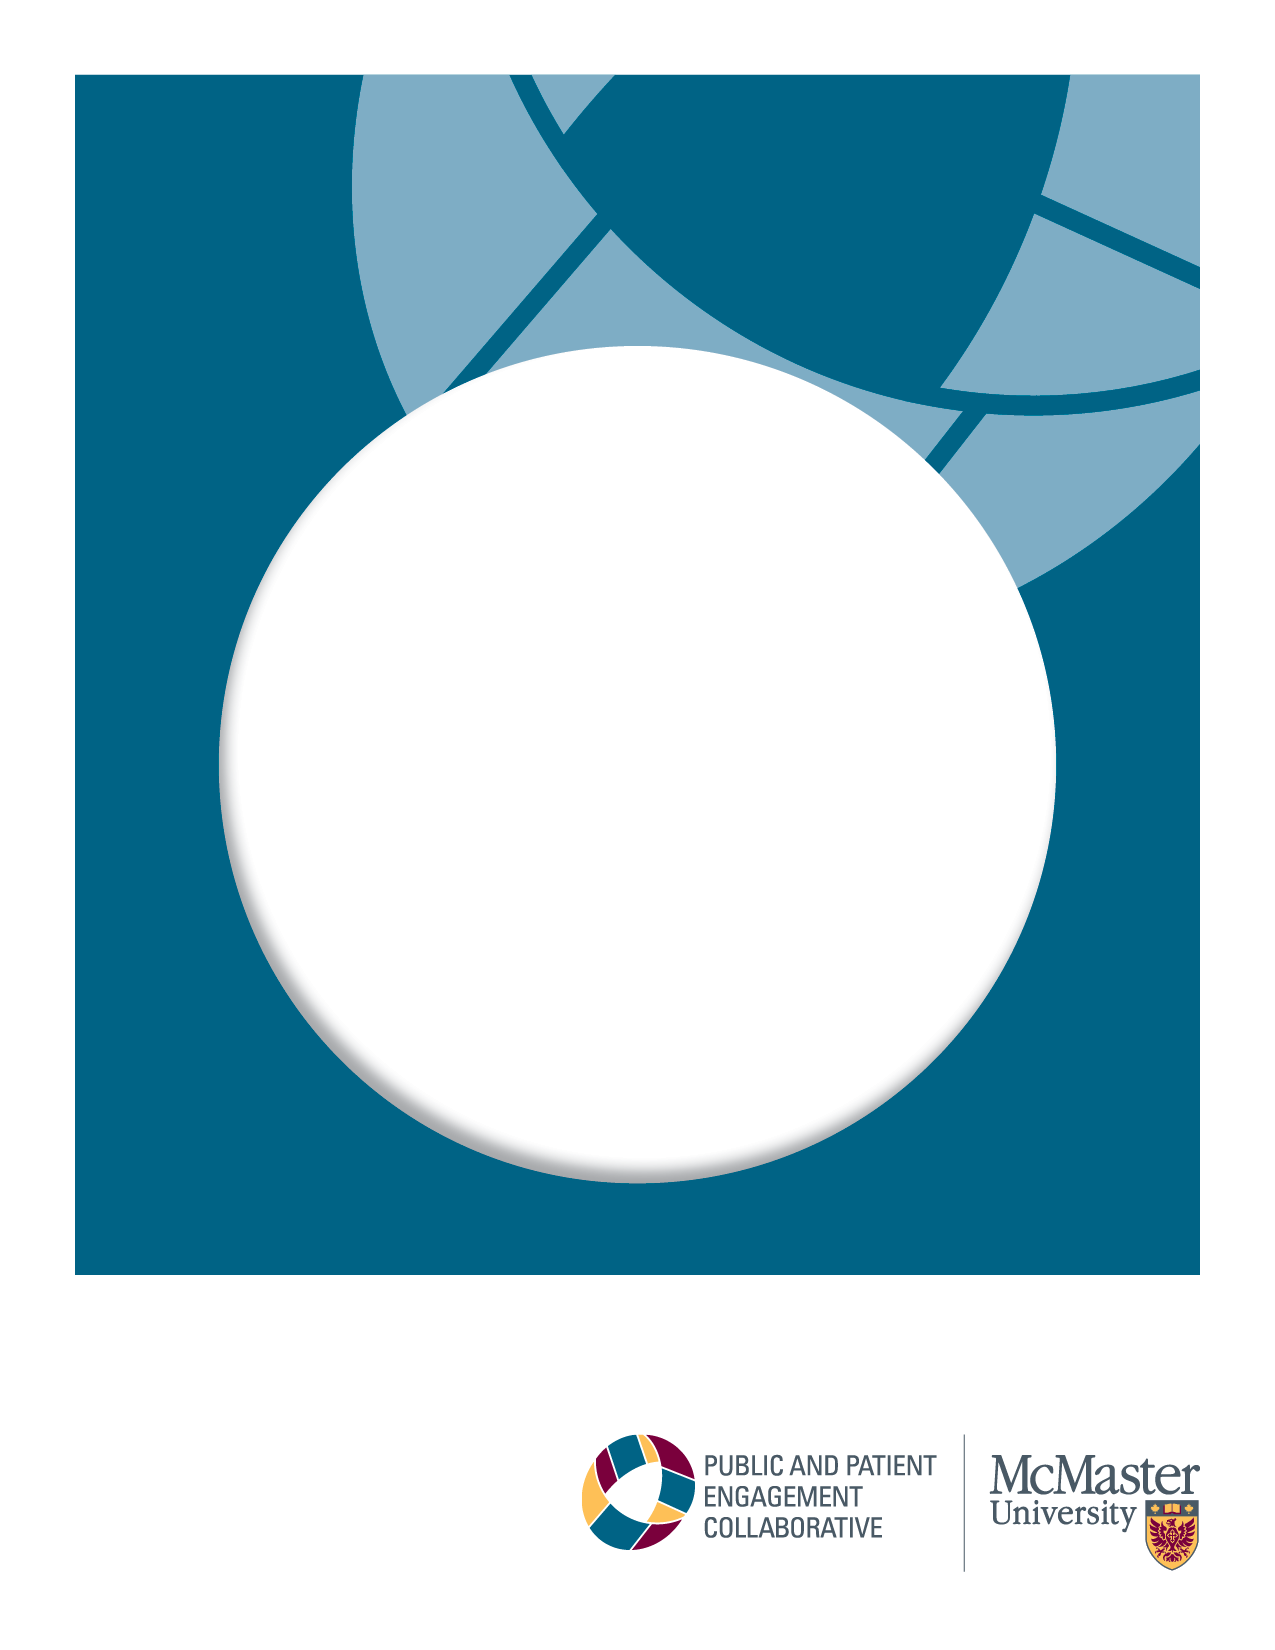 PUBLIC AND PATIENT
ENGAGEMENT
COLLABORATIVE
McMaster
University